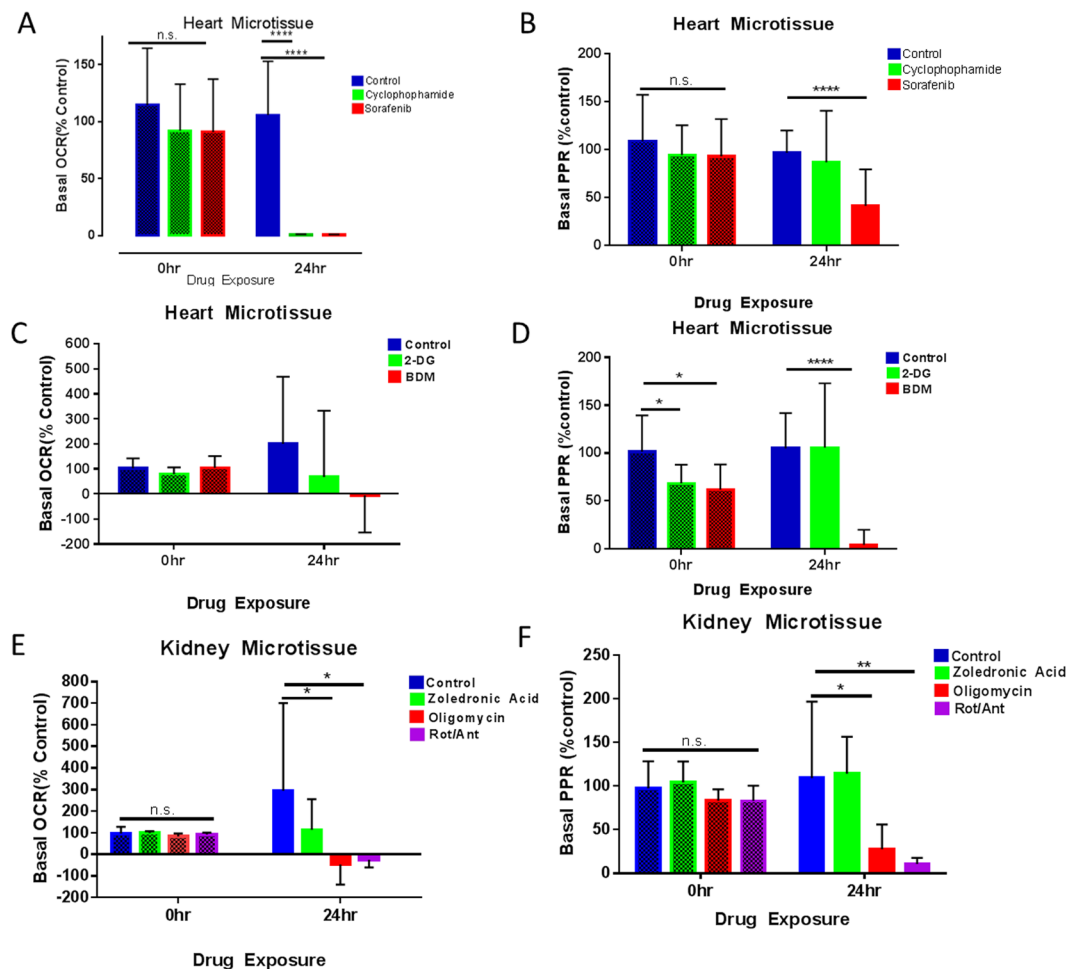 A
Heart Microtissue
n.s.
****
****
Control
Cyclophophamide
Sorafenib
Basal OCR(% Control)
150
100
50
0
0hr
24hr
Drug Exposure
B
Heart Microtissue
Control
Cyclophophamide
Sorafenib
n.s.
****
Basal PPR (%control)
200
150
100
50
0
0hr
24hr
Drug Exposure
C
Heart Microtissue
Control
2-DG
BDM
Basal OCR(% Control)
600
500
400
300
200
100
0
-100
-200
0hr
24hr
Drug Exposure
D
Heart Microtissue
Control
2-DG
BDM
*
*
****
Basal PPR (%control)
200
150
100
50
0
0hr
24hr
Drug Exposure
E
Kidney Microtissue
Control
Zoledronic Acid
Oligomycin
Rot/Ant
n.s.
*
*
Basal OCR(% Control)
800
700
600
500
400
300
200
100
0
-100
-200
0hr
24hr
Drug Exposure
F
Kidney Microtissue
Control
Zoledronic Acid
Oligomycin
Rot/Ant
n.s.
**
*
Basal PPR (%control)
250
200
150
100
50
0
0hr
24hr
Drug Exposure